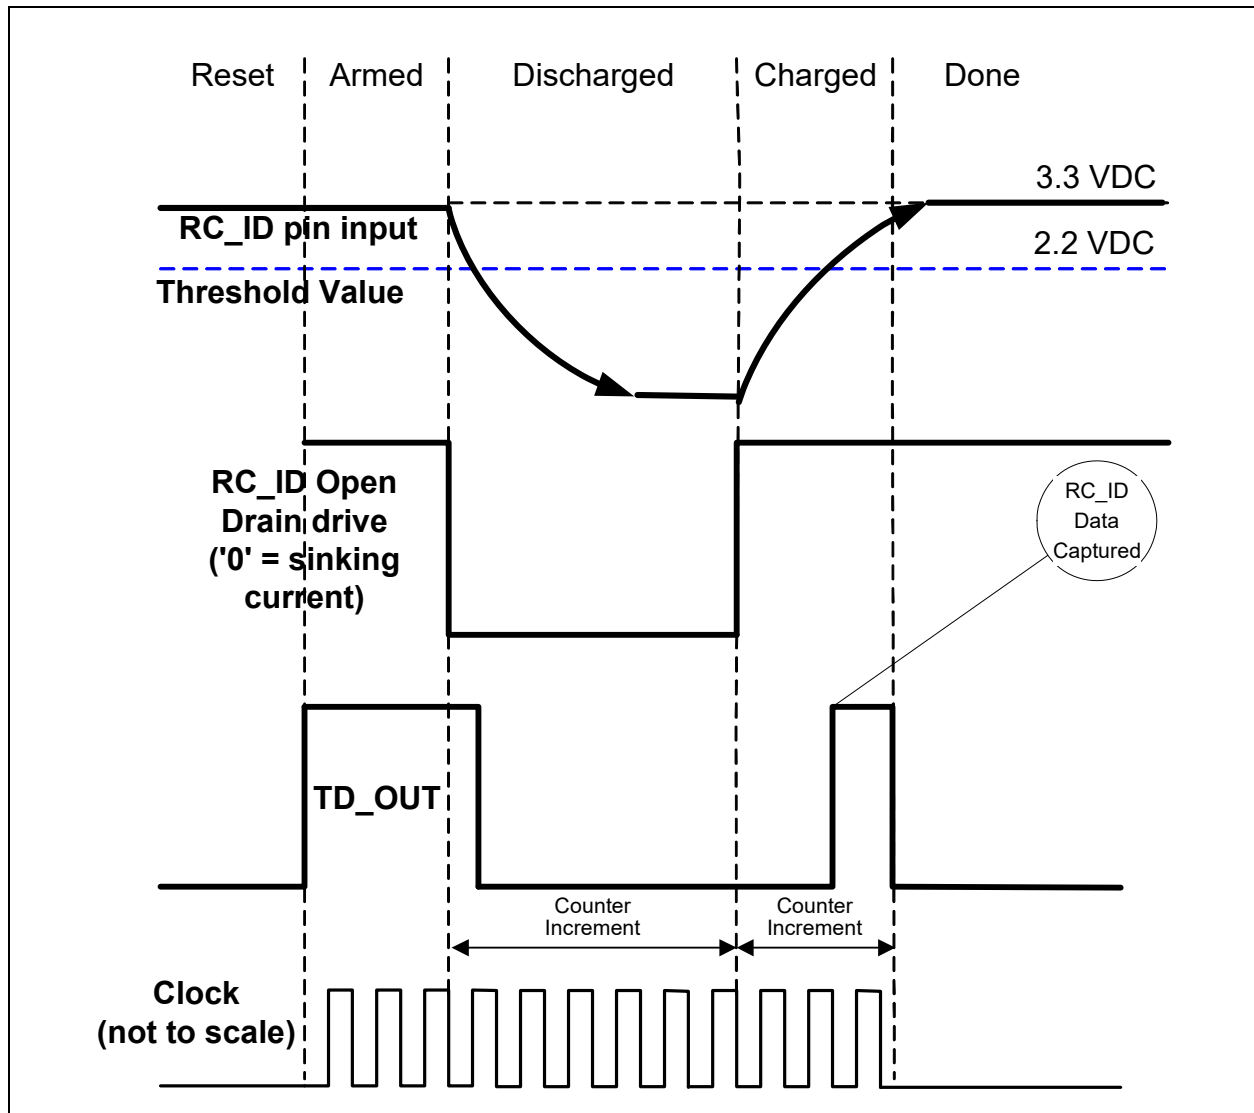 Reset
Armed
Discharged
Charged
Done
3.3 VDC
RC_ID pin input
2.2 VDC
Threshold Value
RC_ID Open
Drain drive
('0' = sinking
current)
RC_ID
Data
Captured
TD_OUT
Counter
Increment
Counter
Increment
Clock
(not to scale)